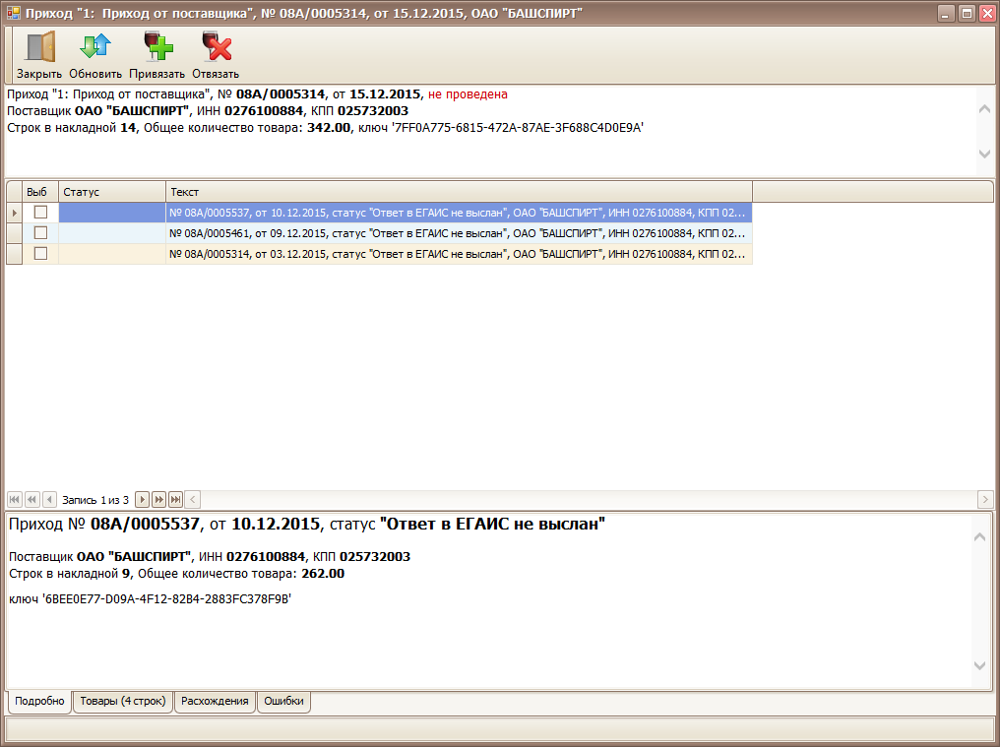 Приход "1:  Приход от поставщика", № 08А/0005314, от 15.12.2015, ОАО "БАШСПИРТ"
Закрыть Обновить Привязать Отвязать
Приход "1: Приход от поставщика", № 08А/0005314, от 15.12.2015, не проведена
Поставщик ОАО "БАШСПИРТ", ИНН 0276100884, КПП 025732003
Строк в накладной 14, Общее количество товара: 342.00, ключ '7FF0A775-6815-472A-87AE-3F688C4D0E9A'
Выб Статус Текст
№ 08А/0005537, от 10.12.2015, статус "Ответ в ЕГАИС не выслан", ОАО "БАШСПИРТ", ИНН 0276100884, КПП 02...
№ 08А/0005461, от 09.12.2015, статус "Ответ в ЕГАИС не выслан", ОАО "БАШСПИРТ", ИНН 0276100884, КПП 02...
№ 08А/0005314, от 03.12.2015, статус "Ответ в ЕГАИС не выслан", ОАО "БАШСПИРТ", ИНН 0276100884, КПП 02...
Запись 1 из 3
Приход № 08А/0005537, от 10.12.2015, статус "Ответ в ЕГАИС не выслан"
Поставщик ОАО "БАШСПИРТ", ИНН 0276100884, КПП 025732003
Строк в накладной 9, Общее количество товара: 262.00
ключ '6BEE0E77-D09A-4F12-82B4-2883FC378F9B'
Подробно Товары (4 строк) Расхождения Ошибки